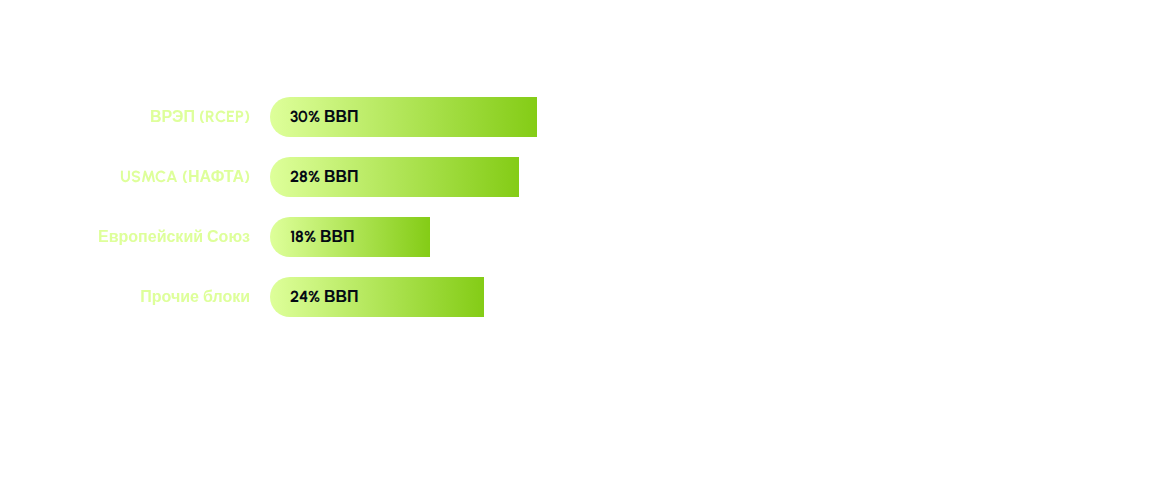 ВРЭП (RCEP) 30% ВВП
USMCA (НАФТА) 28% ВВП
Европейский Союз 18% ВВП
Прочие блоки 24% ВВП